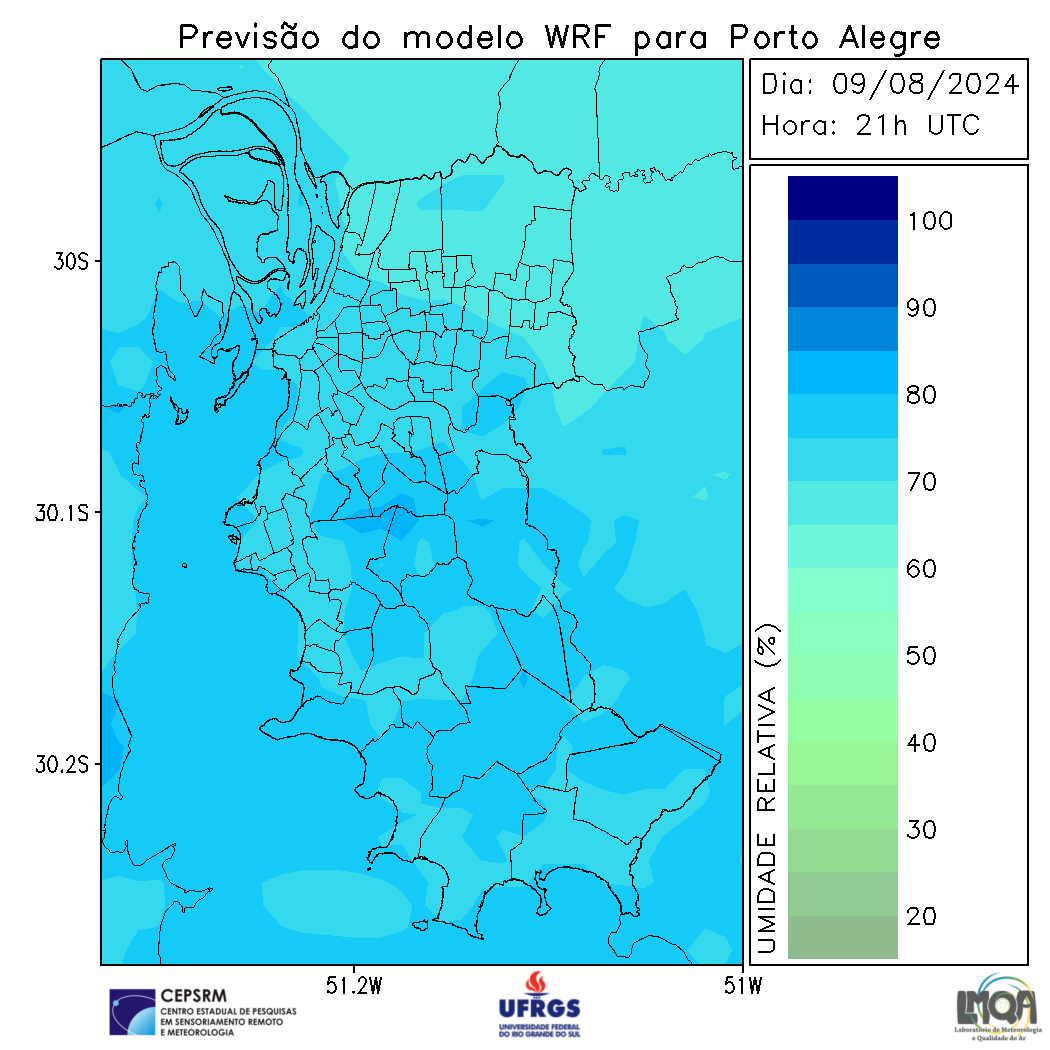 Previsão do modelo WRF para Porto Alegre
Dia: 09/08/2024
Hora: 21h UTC
100
90
80
70
60
50
40
30
20
UMIDADE RELATIVA (%)
30S
30.1S
30.2S
51.2W
51W
CEPSRM
CENTRO ESTADUAL DE PESQUISAS
EM SENSORIAMENTO REMOTO
E METEOROLOGIA
UFRGS
UNIVERSIDADE FEDERAL
DO RIO GRANDE DO SUL
LMQA
Laboratório de Meteorologia
e Qualidade do Ar